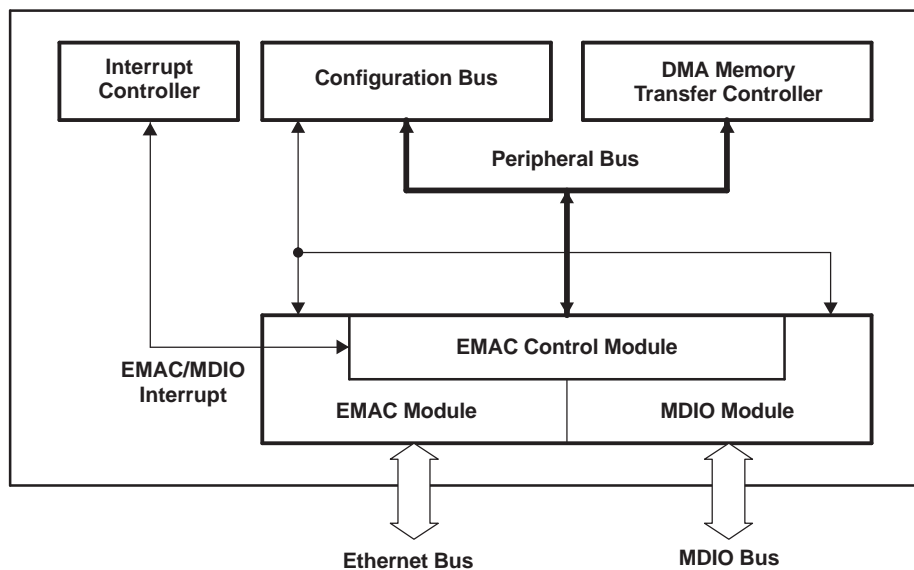 Interrupt
Controller
Configuration Bus
DMA Memory
Transfer Controller
Peripheral Bus
EMAC Control Module
EMAC/MDIO
Interrupt
EMAC Module
MDIO Module
Ethernet Bus
MDIO Bus